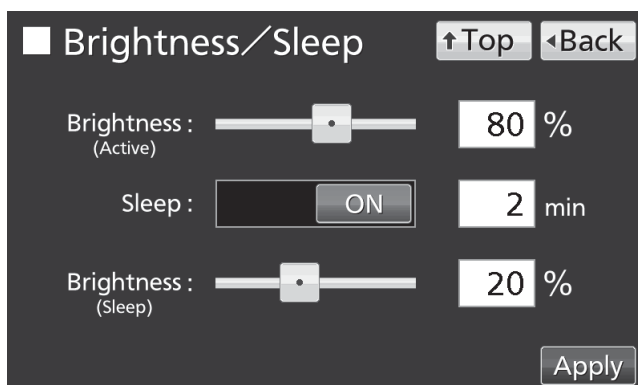 Brightness／Sleep
↑Top
◂Back
Brightness : 80 %
(Active)
Sleep : ON 2 min
Brightness : 20 %
(Sleep)
Apply